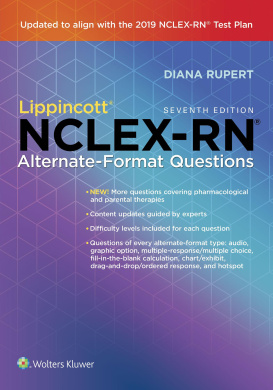 Updated to align with the 2019 NCLEX-RN® Test Plan
DIANA RUPERT
Lippincott®
SEVENTH EDITION
NCLEX-RN®
Alternate-Format Questions
• NEW! More questions covering pharmacological
and parental therapies
• Content updates guided by experts
• Difficulty levels included for each question
• Questions of every alternate-format type: audio,
graphic option, multiple-response/multiple choice,
fill-in-the-blank calculation, chart/exhibit,
drag-and-drop/ordered response, and hotspot
Wolters Kluwer